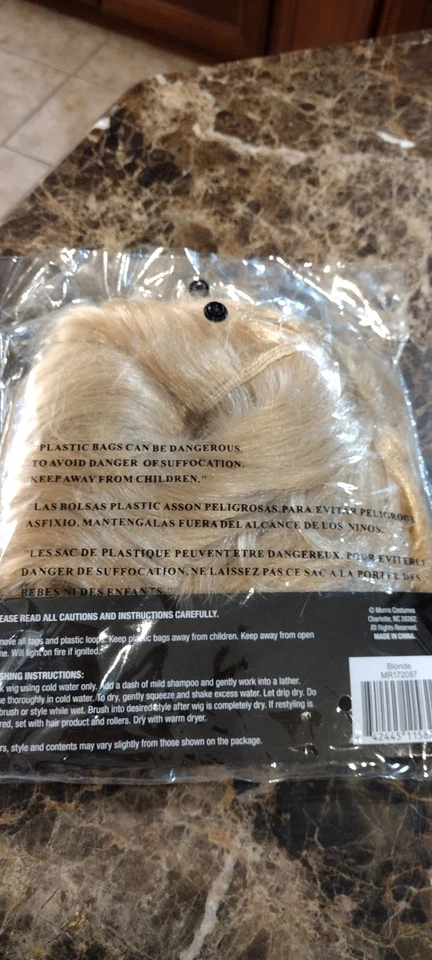 "PLASTIC BAGS CAN BE DANGEROUS.
TO AVOID DANGER OF SUFFOCATION.
KEEP AWAY FROM CHILDREN."
LAS BOLSAS PLASTIC ASSON PELIGROSAS.PARA EVITAR PELIGRODE
ASFIXIO. MANTENGALAS FUERA DEL ALCANCE DE LOS NINOS.
"LES SAC DE PLASTIQUE PEUVENT ETRE DANGEREUX. POUR EVITERLE
DANGER DE SUFFOCATION, NE LAISSEZ PAS CE SAC A LA PORTEE DES
BEBES NI DES ENFANTS."
EASE READ ALL CAUTIONS AND INSTRUCTIONS CAREFULLY.
move all tags and plastic loops. Keep plastic bags away from children. Keep away from open
me. Will light on fire if ignited.
SHING INSTRUCTIONS:
k wig using cold water only. Add a dash of mild shampoo and gently work in a lather.
se thoroughly in cold water. To dry, gently squeeze and shake excess water. Let drip dry. Do
brush or style while wet. Brush into desired style after wig is completely dry. If restyling is
red, set with hair product and rollers. Dry with warm dryer.
rs, style and contents may vary slightly from those shown on the package.
© Morris Costumes
Charlotte, NC 28262
All Rights Reserved.
MADE IN CHINA.
Blonde
MR172087
42445 1156